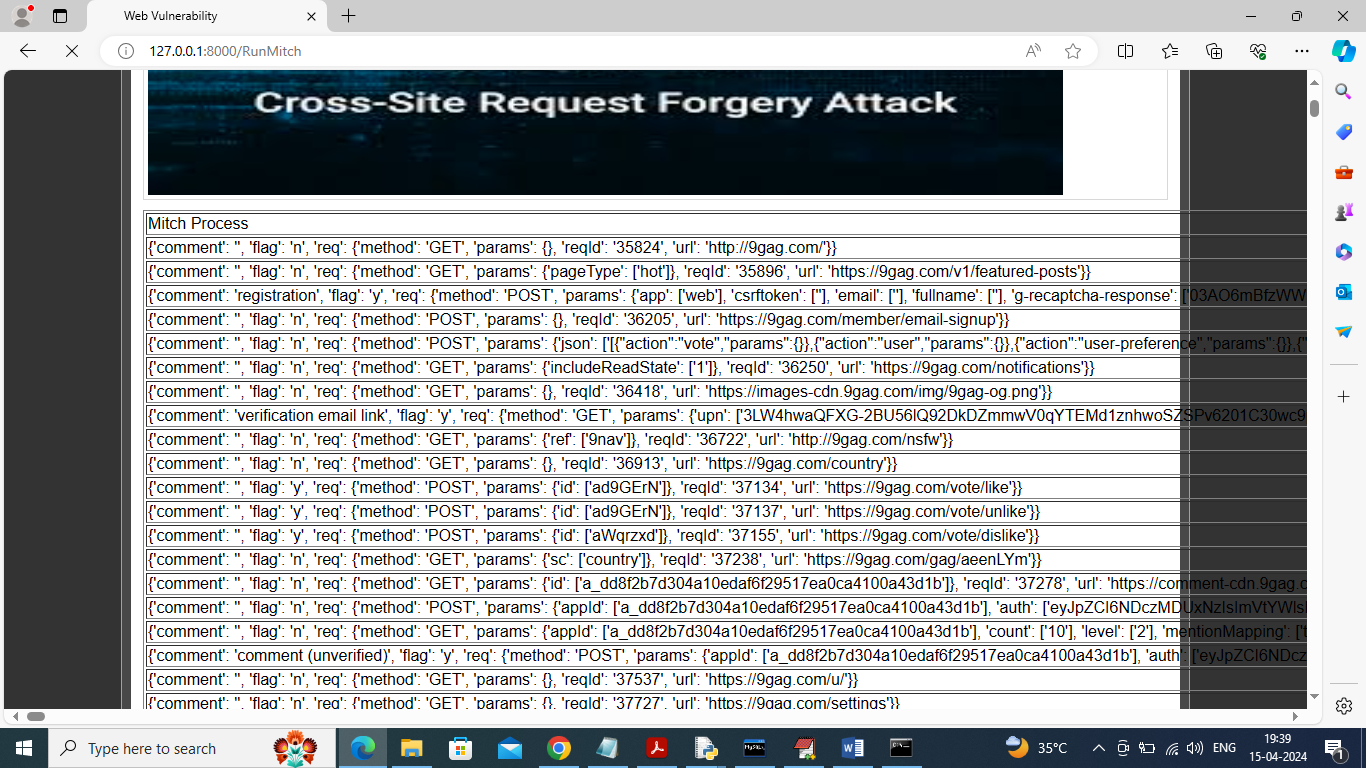 Web Vulnerability
127.0.0.1:8000/RunMitch
Cross-Site Request Forgery Attack
Mitch Process
{'comment': '', 'flag': 'n', 'req': {'method': 'GET', 'params': {}, 'reqId': '35824', 'url': 'http://9gag.com/'}}
{'comment': '', 'flag': 'n', 'req': {'method': 'GET', 'params': {'pageType': ['hot']}, 'reqId': '35896', 'url': 'https://9gag.com/v1/featured-posts'}}
{'comment': 'registration', 'flag': 'y', 'req': {'method': 'POST', 'params': {'app': ['web'], 'csrftoken': [''], 'email': [''], 'fullname': [''], 'g-recaptcha-response': ['03AO6mBfzWW
{'comment': '', 'flag': 'n', 'req': {'method': 'POST', 'params': {}, 'reqId': '36205', 'url': 'https://9gag.com/member/email-signup'}}
{'comment': '', 'flag': 'n', 'req': {'method': 'POST', 'params': {'json': ['[{"action":"vote","params":{}},{"action":"user","params":{}},{"action":"user-preference","params":{}},{"
{'comment': '', 'flag': 'n', 'req': {'method': 'GET', 'params': {'includeReadState': ['1']}, 'reqId': '36250', 'url': 'https://9gag.com/notifications'}}
{'comment': '', 'flag': 'n', 'req': {'method': 'GET', 'params': {}, 'reqId': '36418', 'url': 'https://images-cdn.9gag.com/img/9gag-og.png'}}
{'comment': 'verification email link', 'flag': 'y', 'req': {'method': 'GET', 'params': {'upn': ['3LW4hwaQFXG-2BU56lQ92DkDZmmwV0qYTEMd1znhwoSZSPv6201C30wc9
{'comment': '', 'flag': 'n', 'req': {'method': 'GET', 'params': {'ref': ['9nav']}, 'reqId': '36722', 'url': 'http://9gag.com/nsfw'}}
{'comment': '', 'flag': 'n', 'req': {'method': 'GET', 'params': {}, 'reqId': '36913', 'url': 'https://9gag.com/country'}}
{'comment': '', 'flag': 'y', 'req': {'method': 'POST', 'params': {'id': ['ad9GErN']}, 'reqId': '37134', 'url': 'https://9gag.com/vote/like'}}
{'comment': '', 'flag': 'y', 'req': {'method': 'POST', 'params': {'id': ['ad9GErN']}, 'reqId': '37137', 'url': 'https://9gag.com/vote/unlike'}}
{'comment': '', 'flag': 'y', 'req': {'method': 'POST', 'params': {'id': ['aWqrzxd']}, 'reqId': '37155', 'url': 'https://9gag.com/vote/dislike'}}
{'comment': '', 'flag': 'n', 'req': {'method': 'GET', 'params': {'sc': ['country']}, 'reqId': '37238', 'url': 'https://9gag.com/gag/aeenLYm'}}
{'comment': '', 'flag': 'n', 'req': {'method': 'GET', 'params': {'id': ['a_dd8f2b7d304a10edaf6f29517ea0ca4100a43d1b']}, 'reqId': '37278', 'url': 'https://comment-cdn.9gag.c
{'comment': '', 'flag': 'n', 'req': {'method': 'POST', 'params': {'appId': ['a_dd8f2b7d304a10edaf6f29517ea0ca4100a43d1b'], 'auth': ['eyJpZCI6NDczMDUxNzIsImVtYWls
{'comment': '', 'flag': 'n', 'req': {'method': 'GET', 'params': {'appId': ['a_dd8f2b7d304a10edaf6f29517ea0ca4100a43d1b'], 'count': ['10'], 'level': ['2'], 'mentionMapping': ['t
{'comment': 'comment (unverified)', 'flag': 'y', 'req': {'method': 'POST', 'params': {'appId': ['a_dd8f2b7d304a10edaf6f29517ea0ca4100a43d1b'], 'auth': ['eyJpZCI6NDcz
{'comment': '', 'flag': 'n', 'req': {'method': 'GET', 'params': {}, 'reqId': '37537', 'url': 'https://9gag.com/u/'}}
{'comment': '', 'flag': 'n', 'req': {'method': 'GET', 'params': {}, 'reqId': '37727', 'url': 'https://9gag.com/settings'}}
Type here to search
35°C
ENG
19:39
15-04-2024
1